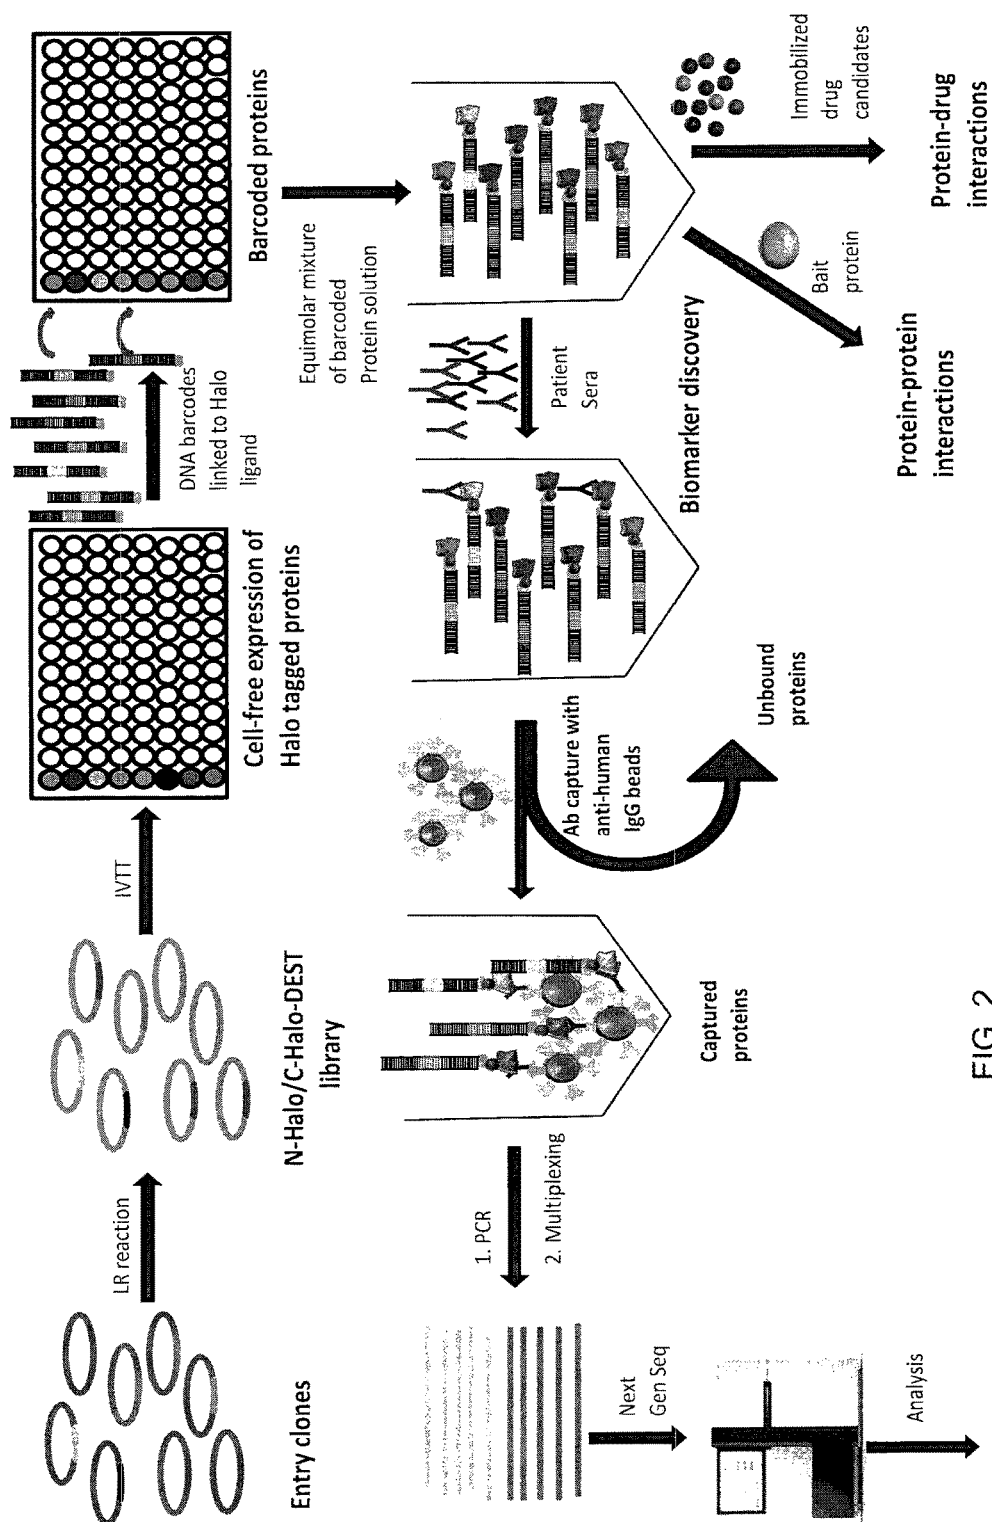 Entry clones
LR reaction
N-Halo/C-Halo-DEST
library
IVTT
Cell-free expression of
Halo tagged proteins
DNA barcodes
linked to Halo
ligand
Barcoded proteins
Equimolar mixture
of barcoded
Protein solution
Immobilized
drug
candidates
Protein-drug
interactions
Bait
protein
Protein-protein
interactions
Patient
Sera
Biomarker discovery
Ab capture with
anti-human
IgG beads
Unbound
proteins
Captured
proteins
1. PCR
2. Multiplexing
Next
Gen Seq
Analysis
FIG. 2